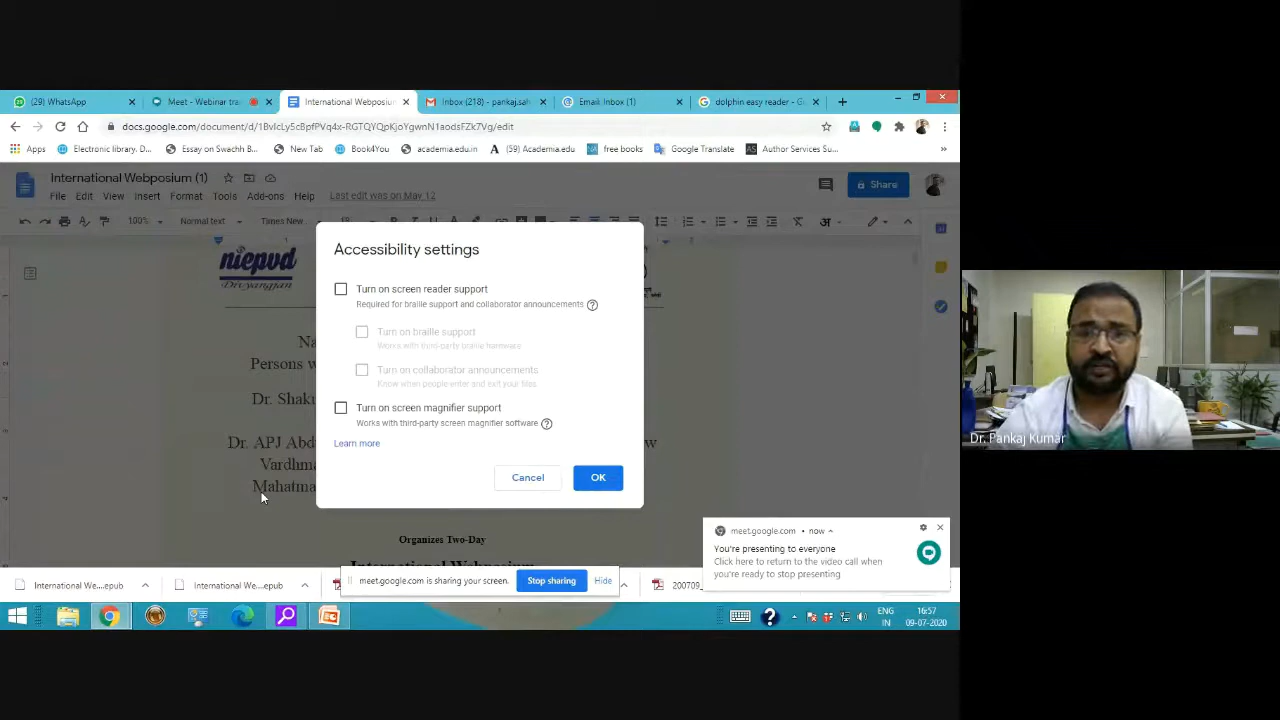 (29) WhatsApp
Meet - Webinar tra
International Webposiu
Inbox (218) - pankaj.sah
Email: Inbox (1)
dolphin easy reader - G
docs.google.com/document/d/1BvIcLy5cBpfPVq4x-RGTQYQpKjoYgwnN1aodsFZk7Vg/edit
Apps
Electronic library. D...
Essay on Swachh B...
New Tab
Book4You
academia.edu.in
(59) Academia.edu
free books
Google Translate
Author Services Su...
International Webposium (1)
File Edit View Insert Format Tools Add-ons Help Last edit was on May 12
Share
100% Normal text Times New...
niepvd
Divyangjan
Accessibility settings
Turn on screen reader support
Required for braille support and collaborator announcements
Turn on braille support
Works with third-party braille hardware
Turn on collaborator announcements
Know when people enter and exit your files
Turn on screen magnifier support
Works with third-party screen magnifier software
Learn more
Cancel OK
Na
Persons w
Dr. Shaku
Dr. APJ Abd
Vardhma
Mahatma
Organizes Two-Day
International Webposium
Dr. Pankaj Kumar
meet.google.com • now
You're presenting to everyone
Click here to return to the video call when
you're ready to stop presenting
International We....epub
International We....epub
meet.google.com is sharing your screen. Stop sharing Hide
200709_
ENG
IN
16:57
09-07-2020